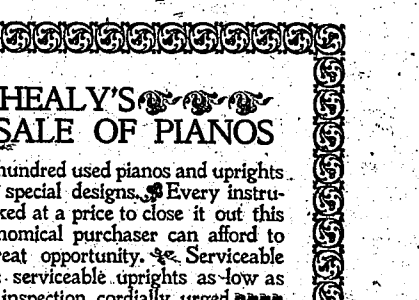 HEALY'S
SALE OF PIANOS
hundred used pianos and uprights
special designs. Every instru-
ked at a price to close it out this
nomical purchaser can afford to
reat opportunity. Serviceable
serviceable uprights as low as
inspection cordially urged